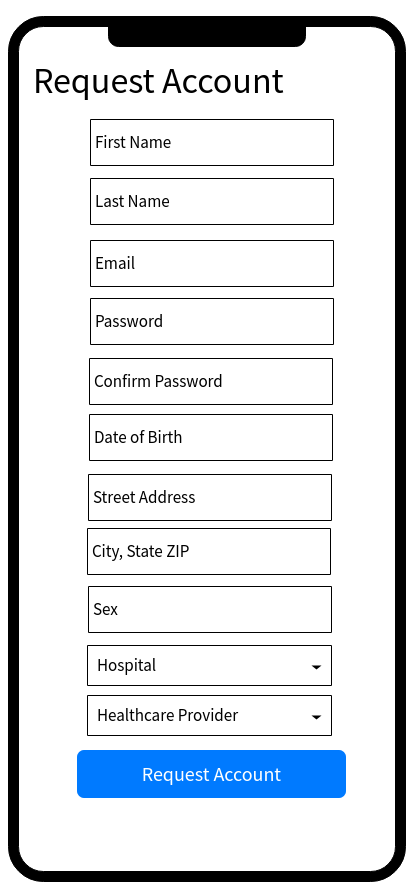 Request Account
First Name
Last Name
Email
Password
Confirm Password
Date of Birth
Street Address
City, State ZIP
Sex
Hospital
Healthcare Provider
Request Account